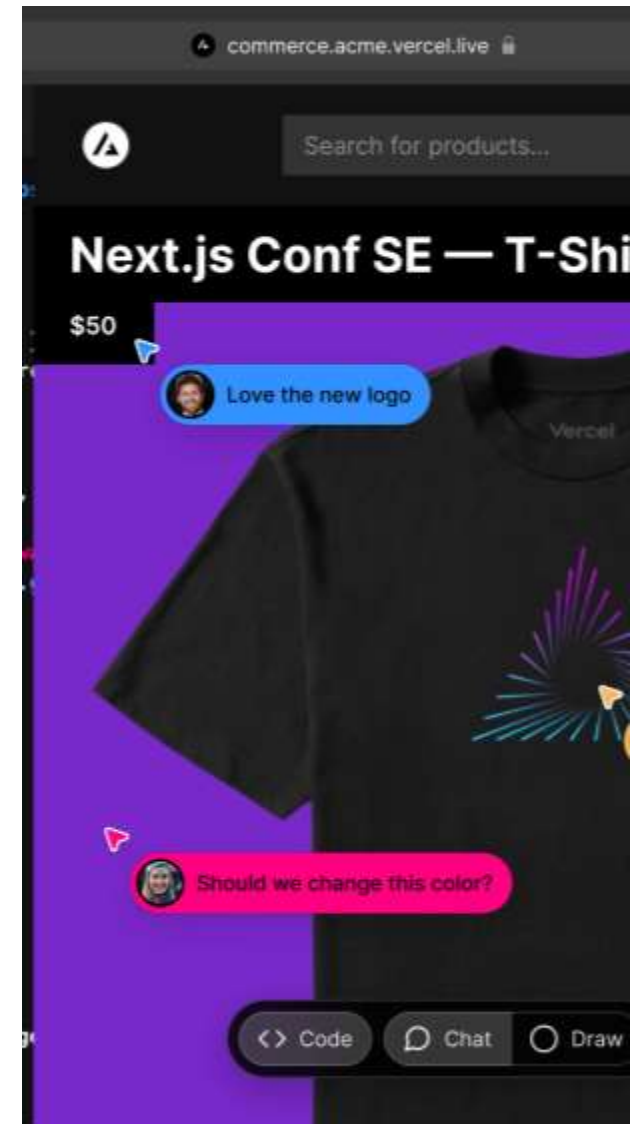 commerce.acme.vercel.live
Search for products...
Next.js Conf SE — T-Shi
$50
Love the new logo
Vercel
Should we change this color?
Code
Chat
Draw